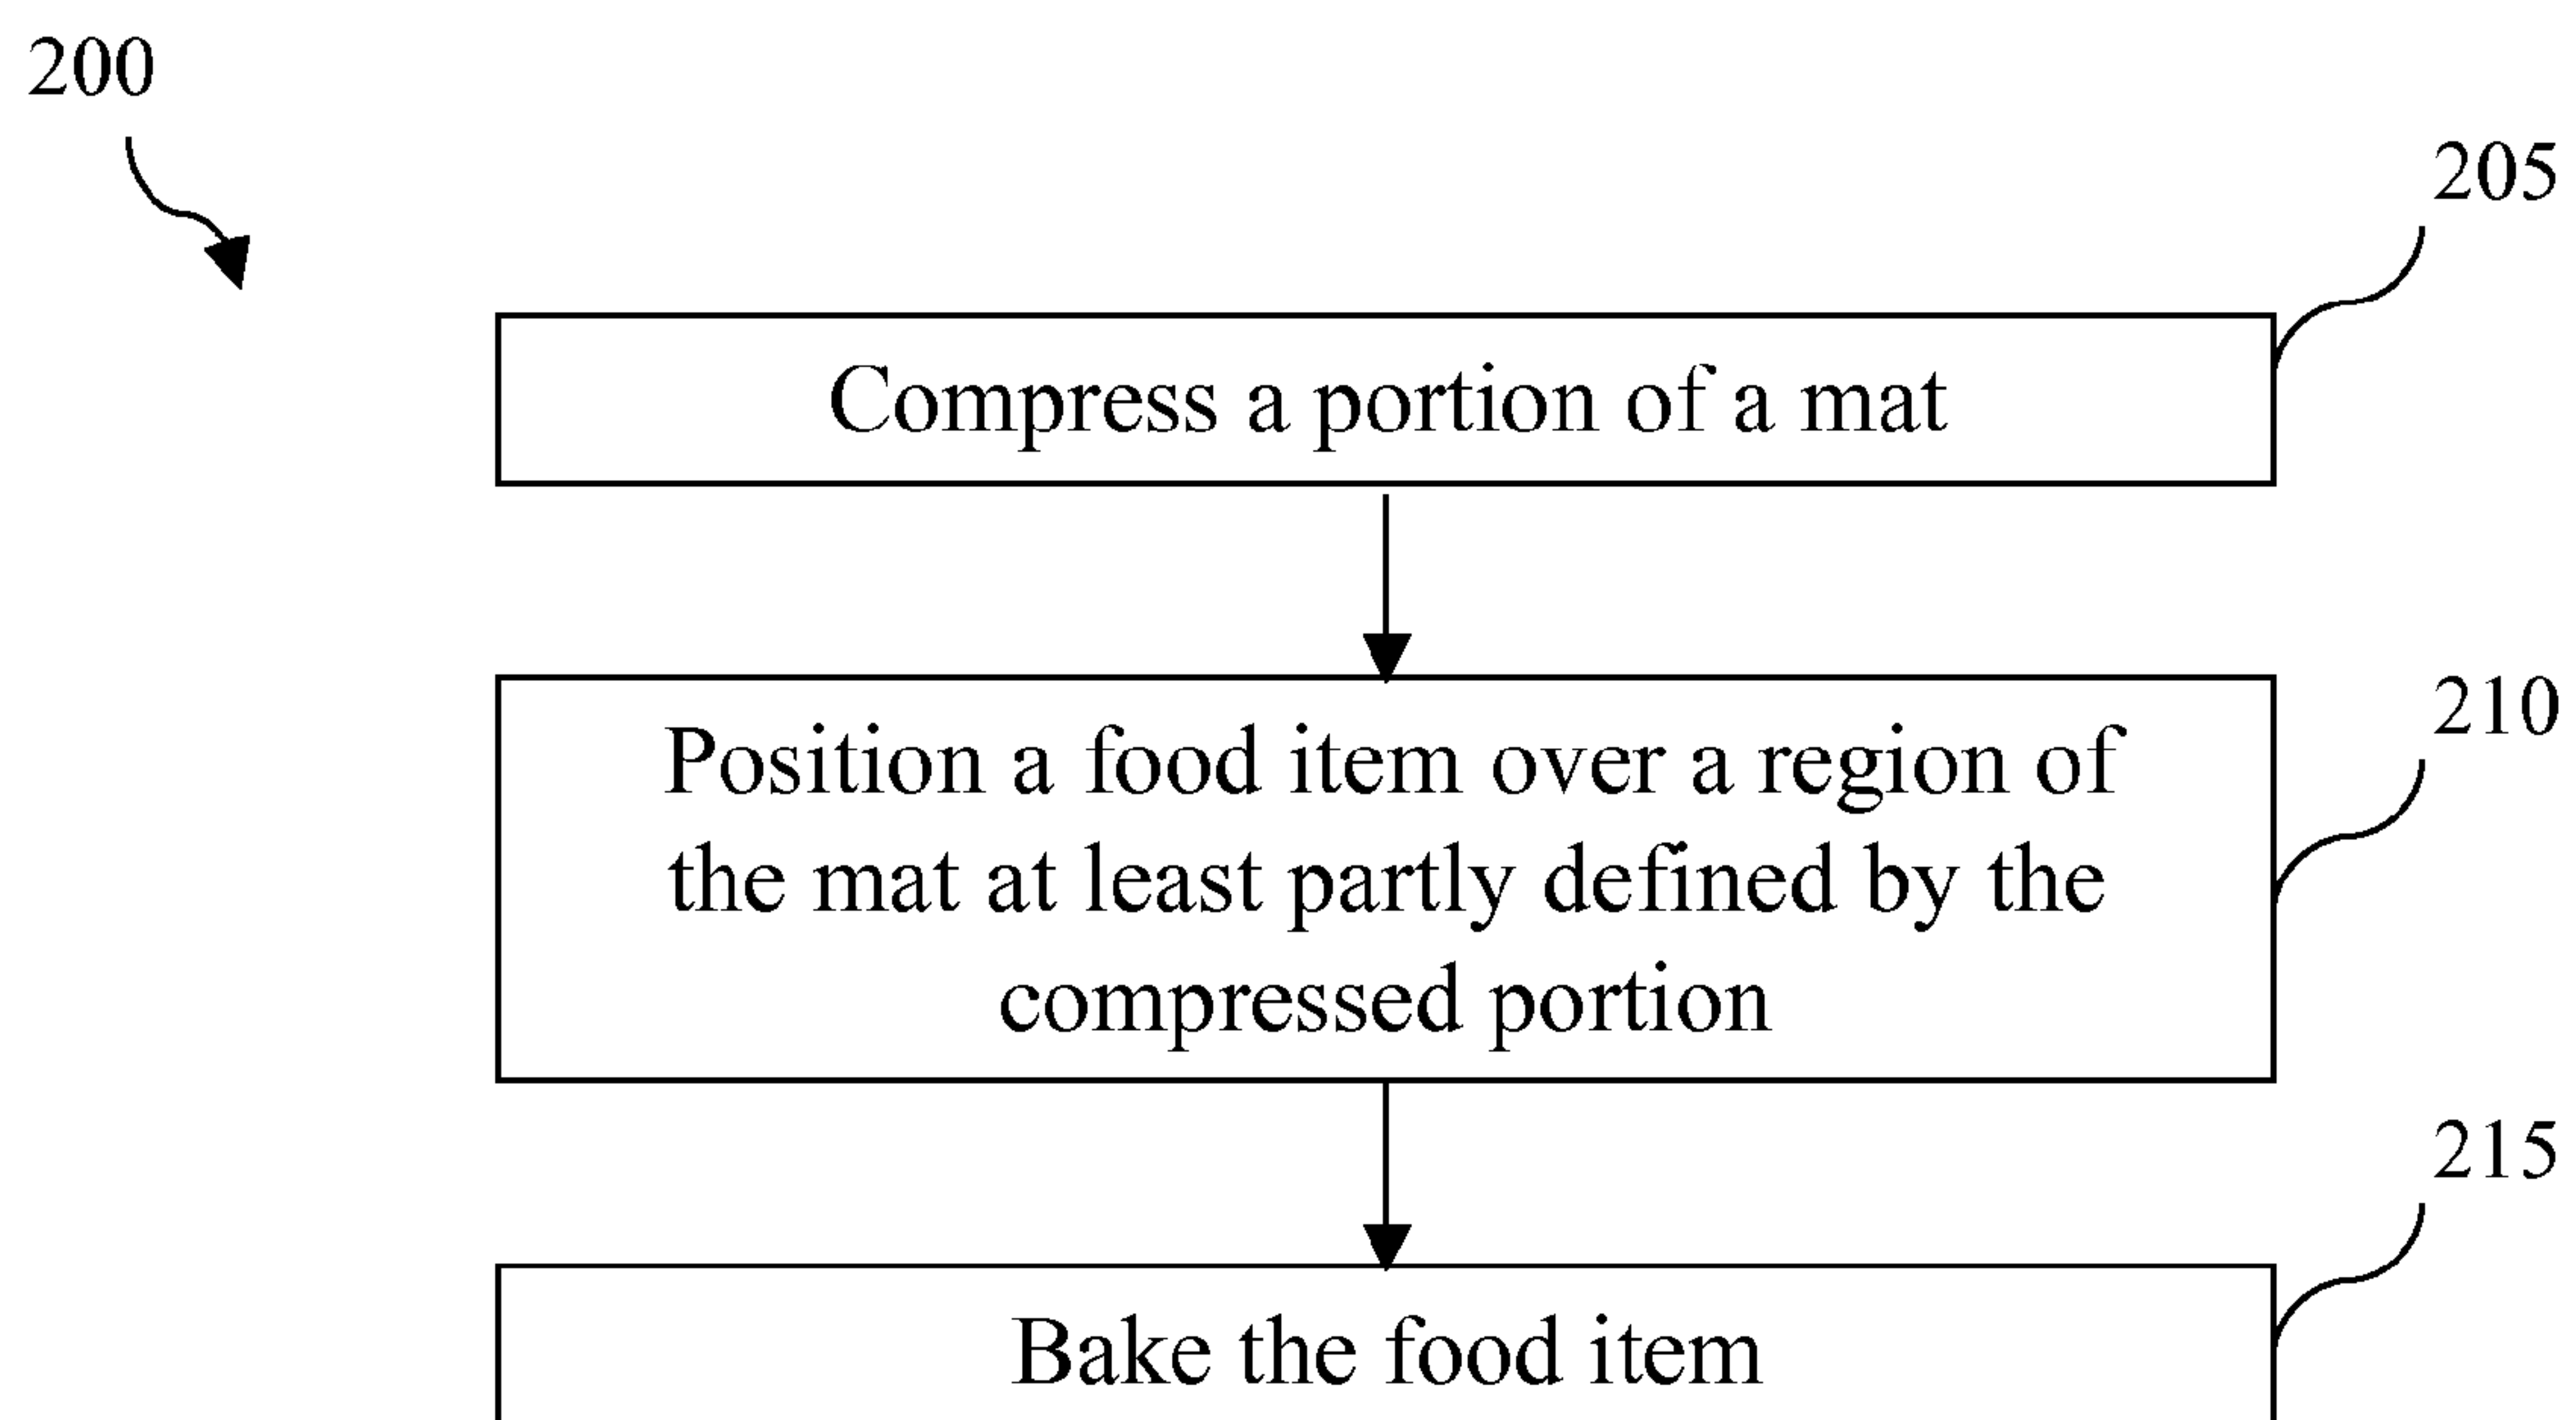 200
205
Compress a portion of a mat
210
Position a food item over a region of
the mat at least partly defined by the
compressed portion
215
Bake the food item